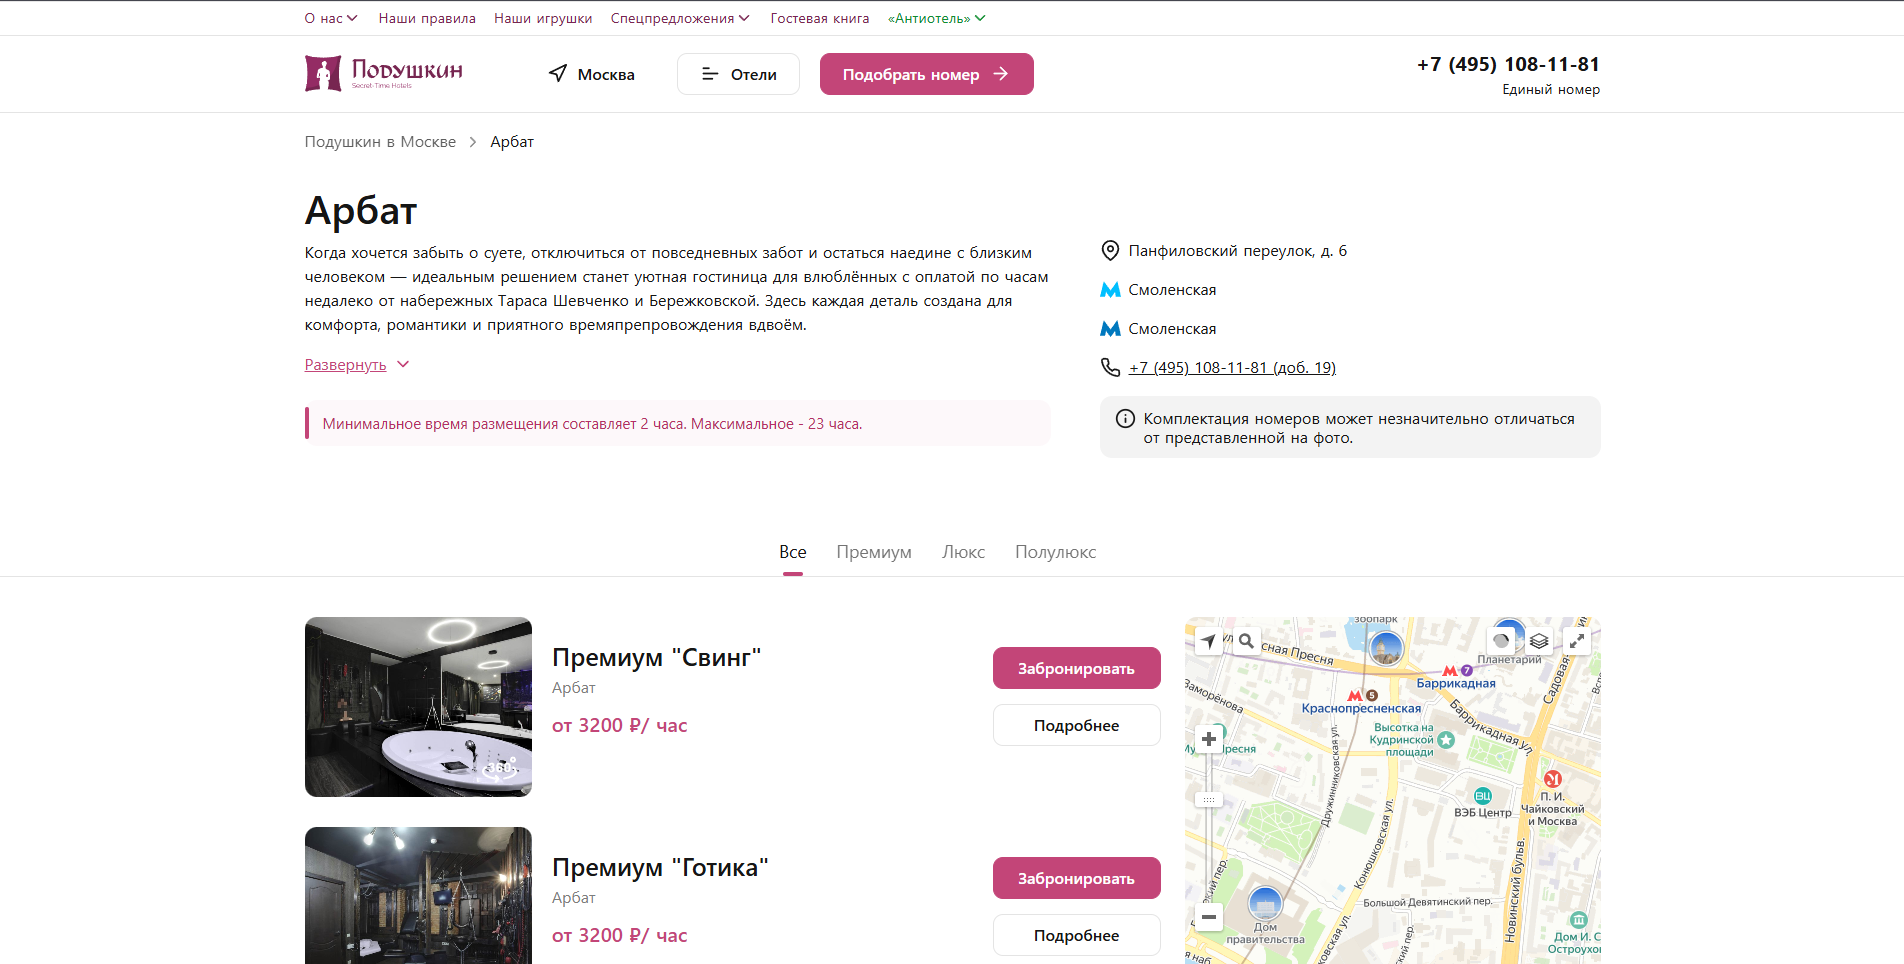 О нас
Наши правила
Наши игрушки
Спецпредложения
Гостевая книга
«Антиотель»
Подушкин
Secret-Time Hotels
Москва
Отели
Подобрать номер
+7 (495) 108-11-81
Единый номер
Подушкин в Москве
Арбат
Арбат
Когда хочется забыть о суете, отключиться от повседневных забот и остаться наедине с близким
человеком — идеальным решением станет уютная гостиница для влюблённых с оплатой по часам
недалеко от набережных Тараса Шевченко и Бережковской. Здесь каждая деталь создана для
комфорта, романтики и приятного времяпрепровождения вдвоём.
Развернуть
Минимальное время размещения составляет 2 часа. Максимальное - 23 часа.
Панфиловский переулок, д. 6
Смоленская
Смоленская
+7 (495) 108-11-81 (доб. 19)
Комплектация номеров может незначительно отличаться
от представленной на фото.
Все
Премиум
Люкс
Полулюкс
360°
Премиум "Свинг"
Арбат
от 3200 ₽/ час
Забронировать
Подробнее
Премиум "Готика"
Арбат
от 3200 ₽/ час
Забронировать
Подробнее
зоопарк
сная Пресня
Планетарий
Садовая-
7
Баррикадная
5
Краснопресненская
Заморёнова
Баррикадная ул.
Высотка на
Кудринской
площади
Пресня
Дружинниковская ул.
ВЭБ Центр
П. И.
Чайковский
и Москва
Конюшковская ул.
Новинский бульв.
Большой Девятинский пер.
Дом
правительства
Дом И. С
Остроухо